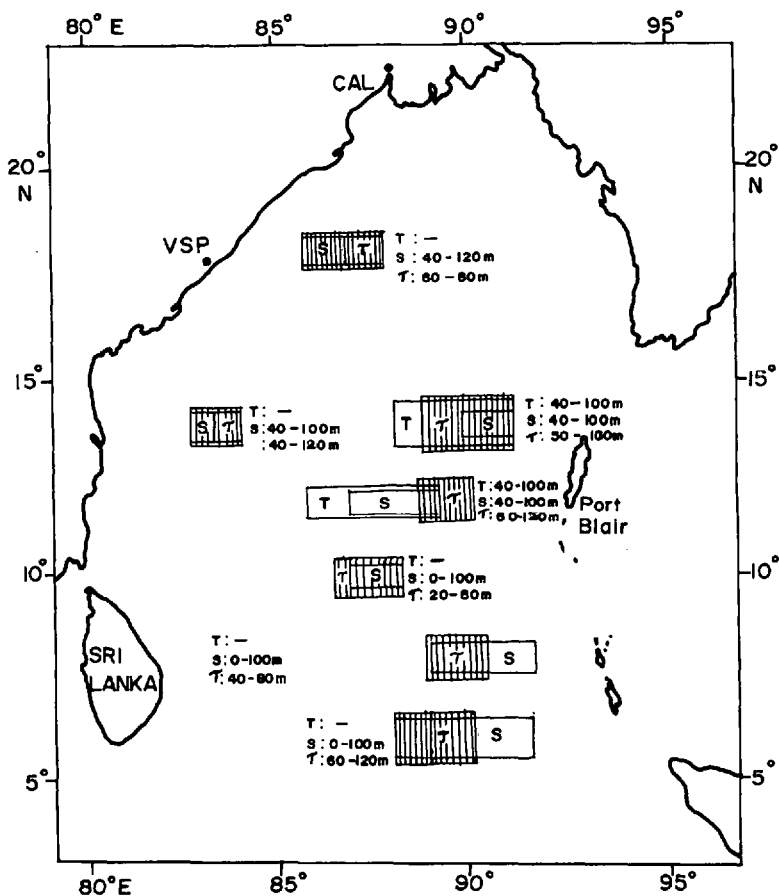 80° E 85° 90° 95°
CAL
20° N 20°
VSP
S τ
T : —
S : 40-120m
τ : 60-80m
15° 15°
S τ
T : —
S : 40-100m
: 40-120m
T τ S
T : 40-100m
S : 40-100m
τ : 50-100m
T S τ
T : 40-100m
S : 40-100m
τ : 60-120m
Port
Blair
10° 10°
τ S
T : —
S : 0-100m
τ : 20-60m
SRI
LANKA
T : —
S : 0-100m
τ : 40-80m
τ S
T : —
S : 0-100m
τ : 60-120m
τ S
5° 5°
80°E 85° 90° 95°